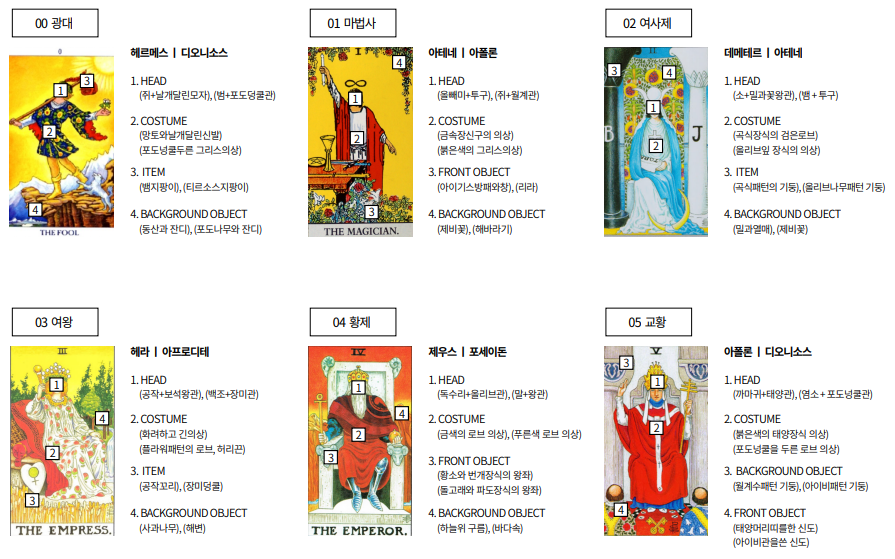 00 광대
0
1
2
3
4
THE FOOL
헤르메스 | 디오니소스
1. HEAD
(쥐+날개달린모자), (범+포도덩쿨관)
2. COSTUME
(망토와날개달린신발)
(포도넝쿨두른 그리스의상)
3. ITEM
(뱀지팡이), (티르소스지팡이)
4. BACKGROUND OBJECT
(동산과 잔디), (포도나무와 잔디)
01 마법사
I
1
2
3
4
THE MAGICIAN.
아테네 | 아폴론
1. HEAD
(올빼미+투구), (쥐+월계관)
2. COSTUME
(금속장신구의 의상)
(붉은색의 그리스의상)
3. FRONT OBJECT
(아이기스방패와창), (리라)
4. BACKGROUND OBJECT
(제비꽃), (해바라기)
02 여사제
B
J
1
2
3
4
데메테르 | 아테네
1. HEAD
(소+밀과꽃왕관), (뱀 + 투구)
2. COSTUME
(곡식장식의 검은로브)
(올리브잎 장식의 의상)
3. ITEM
(곡식패턴의 기둥), (올리브나무패턴 기둥)
4. BACKGROUND OBJECT
(밀과열매), (제비꽃)
03 여왕
III
1
2
3
4
THE EMPRESS.
헤라 | 아프로디테
1. HEAD
(공작+보석왕관), (백조+장미관)
2. COSTUME
(화려하고 긴의상)
(플라워패턴의 로브, 허리끈)
3. ITEM
(공작꼬리), (장미덩쿨)
4. BACKGROUND OBJECT
(사과나무), (해변)
04 황제
IV
1
2
3
4
THE EMPEROR.
제우스 | 포세이돈
1. HEAD
(독수리+올리브관), (말+왕관)
2. COSTUME
(금색의 로브 의상), (푸른색 로브 의상)
3. FRONT OBJECT
(황소와 번개장식의 왕좌)
(돌고래와 파도장식의 왕좌)
4. BACKGROUND OBJECT
(하늘위 구름), (바다속)
05 교황
V
1
2
3
4
아폴론 | 디오니소스
1. HEAD
(까마귀+태양관), (염소 + 포도넝쿨관)
2. COSTUME
(붉은색의 태양장식 의상)
(포도넝쿨을 두른 로브 의상)
3. BACKGROUND OBJECT
(월계수패턴 기둥), (아이비패턴 기둥)
4. FRONT OBJECT
(태양머리띠를한 신도)
(아이비관을쓴 신도)